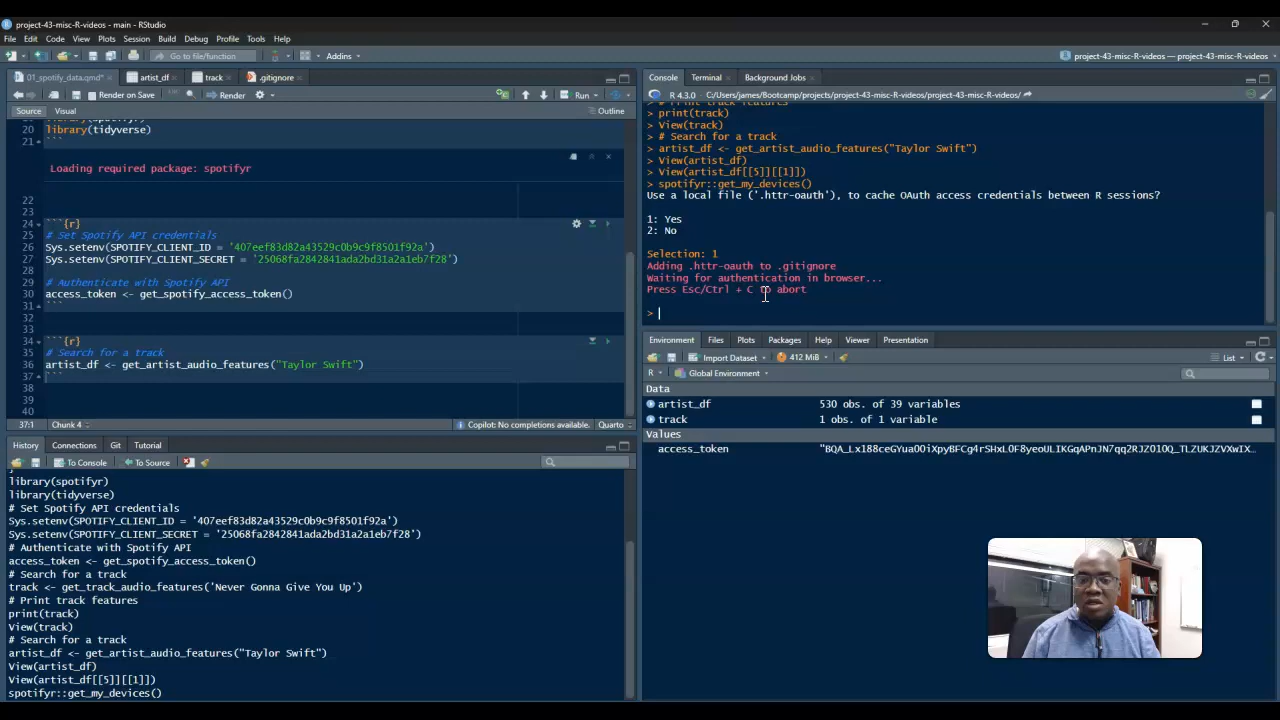 project-43-misc-R-videos - main - RStudio
File Edit Code View Plots Session Build Debug Profile Tools Help
Go to file/function Addins
project-43-misc-R-videos — project-43-misc-R-videos
01_spotify_data.qmd* artist_df track .gitignore
Render on Save Render Run
Source Visual Outline
20 library(tidyverse)
21 ```
Loading required package: spotifyr
22
23
24 ```{r}
25 # Set Spotify API credentials
26 Sys.setenv(SPOTIFY_CLIENT_ID = '407eef83d82a43529c0b9c9f8501f92a')
27 Sys.setenv(SPOTIFY_CLIENT_SECRET = '25068fa2842841ada2bd31a2a1eb7f28')
28
29 # Authenticate with Spotify API
30 access_token <- get_spotify_access_token()
31 ```
32
33
34 ```{r}
35 # Search for a track
36 artist_df <- get_artist_audio_features("Taylor Swift")
37 ```
38
39
40
37:1 Chunk 4 Copilot: No completions available. Quarto
History Connections Git Tutorial
To Console To Source
library(spotifyr)
library(tidyverse)
# Set Spotify API credentials
Sys.setenv(SPOTIFY_CLIENT_ID = '407eef83d82a43529c0b9c9f8501f92a')
Sys.setenv(SPOTIFY_CLIENT_SECRET = '25068fa2842841ada2bd31a2a1eb7f28')
# Authenticate with Spotify API
access_token <- get_spotify_access_token()
# Search for a track
track <- get_track_audio_features('Never Gonna Give You Up')
# Print track features
print(track)
View(track)
# Search for a track
artist_df <- get_artist_audio_features("Taylor Swift")
View(artist_df)
View(artist_df[[5]][[1]])
spotifyr::get_my_devices()
Console Terminal Background Jobs
R 4.3.0 · C:/Users/james/Bootcamp/projects/project-43-misc-R-videos/project-43-misc-R-videos/
> # Print track features
> print(track)
> View(track)
> # Search for a track
> artist_df <- get_artist_audio_features("Taylor Swift")
> View(artist_df)
> View(artist_df[[5]][[1]])
> spotifyr::get_my_devices()
Use a local file ('.httr-oauth'), to cache OAuth access credentials between R sessions?
1: Yes
2: No
Selection: 1
Adding .httr-oauth to .gitignore
Waiting for authentication in browser...
Press Esc/Ctrl + C to abort
>
Environment Files Plots Packages Help Viewer Presentation
Import Dataset 412 MiB List
R Global Environment
Data
artist_df 530 obs. of 39 variables
track 1 obs. of 1 variable
Values
access_token